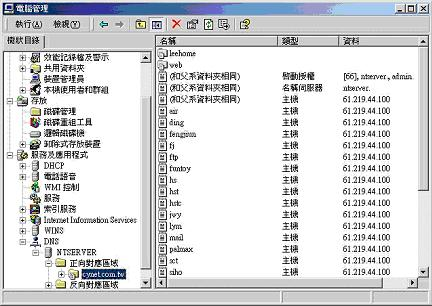 電腦管理
執行(A) 檢視(V)
樹狀目錄
效能記錄檔及警示
共用資料夾
裝置管理員
本機使用者和群組
存放
磁碟管理
磁碟重組工具
邏輯磁碟機
卸除式存放裝置
服務及應用程式
DHCP
電話語音
WMI 控制
服務
索引服務
Internet Information Services
WINS
DNS
NTSERVER
正向對應區域
cynet.com.tw
反向對應區域
名稱 類型 資料
leehome
web
(和父系資料夾相同) 啟動授權 [66], ntserver., admin.
(和父系資料夾相同) 名稱伺服器 ntserver.
(和父系資料夾相同) 主機 61.219.44.100
air 主機 61.219.44.100
ding 主機 61.219.44.100
fengjiun 主機 61.219.44.100
fj 主機 61.219.44.100
ftp 主機 61.219.44.100
funtoy 主機 61.219.44.100
hs 主機 61.219.44.100
hst 主機 61.219.44.100
hstc 主機 61.219.44.100
jwy 主機 61.219.44.100
lym 主機 61.219.44.100
mail 主機 61.219.44.100
palmax 主機 61.219.44.100
sct 主機 61.219.44.100
siho 主機 61.219.44.100